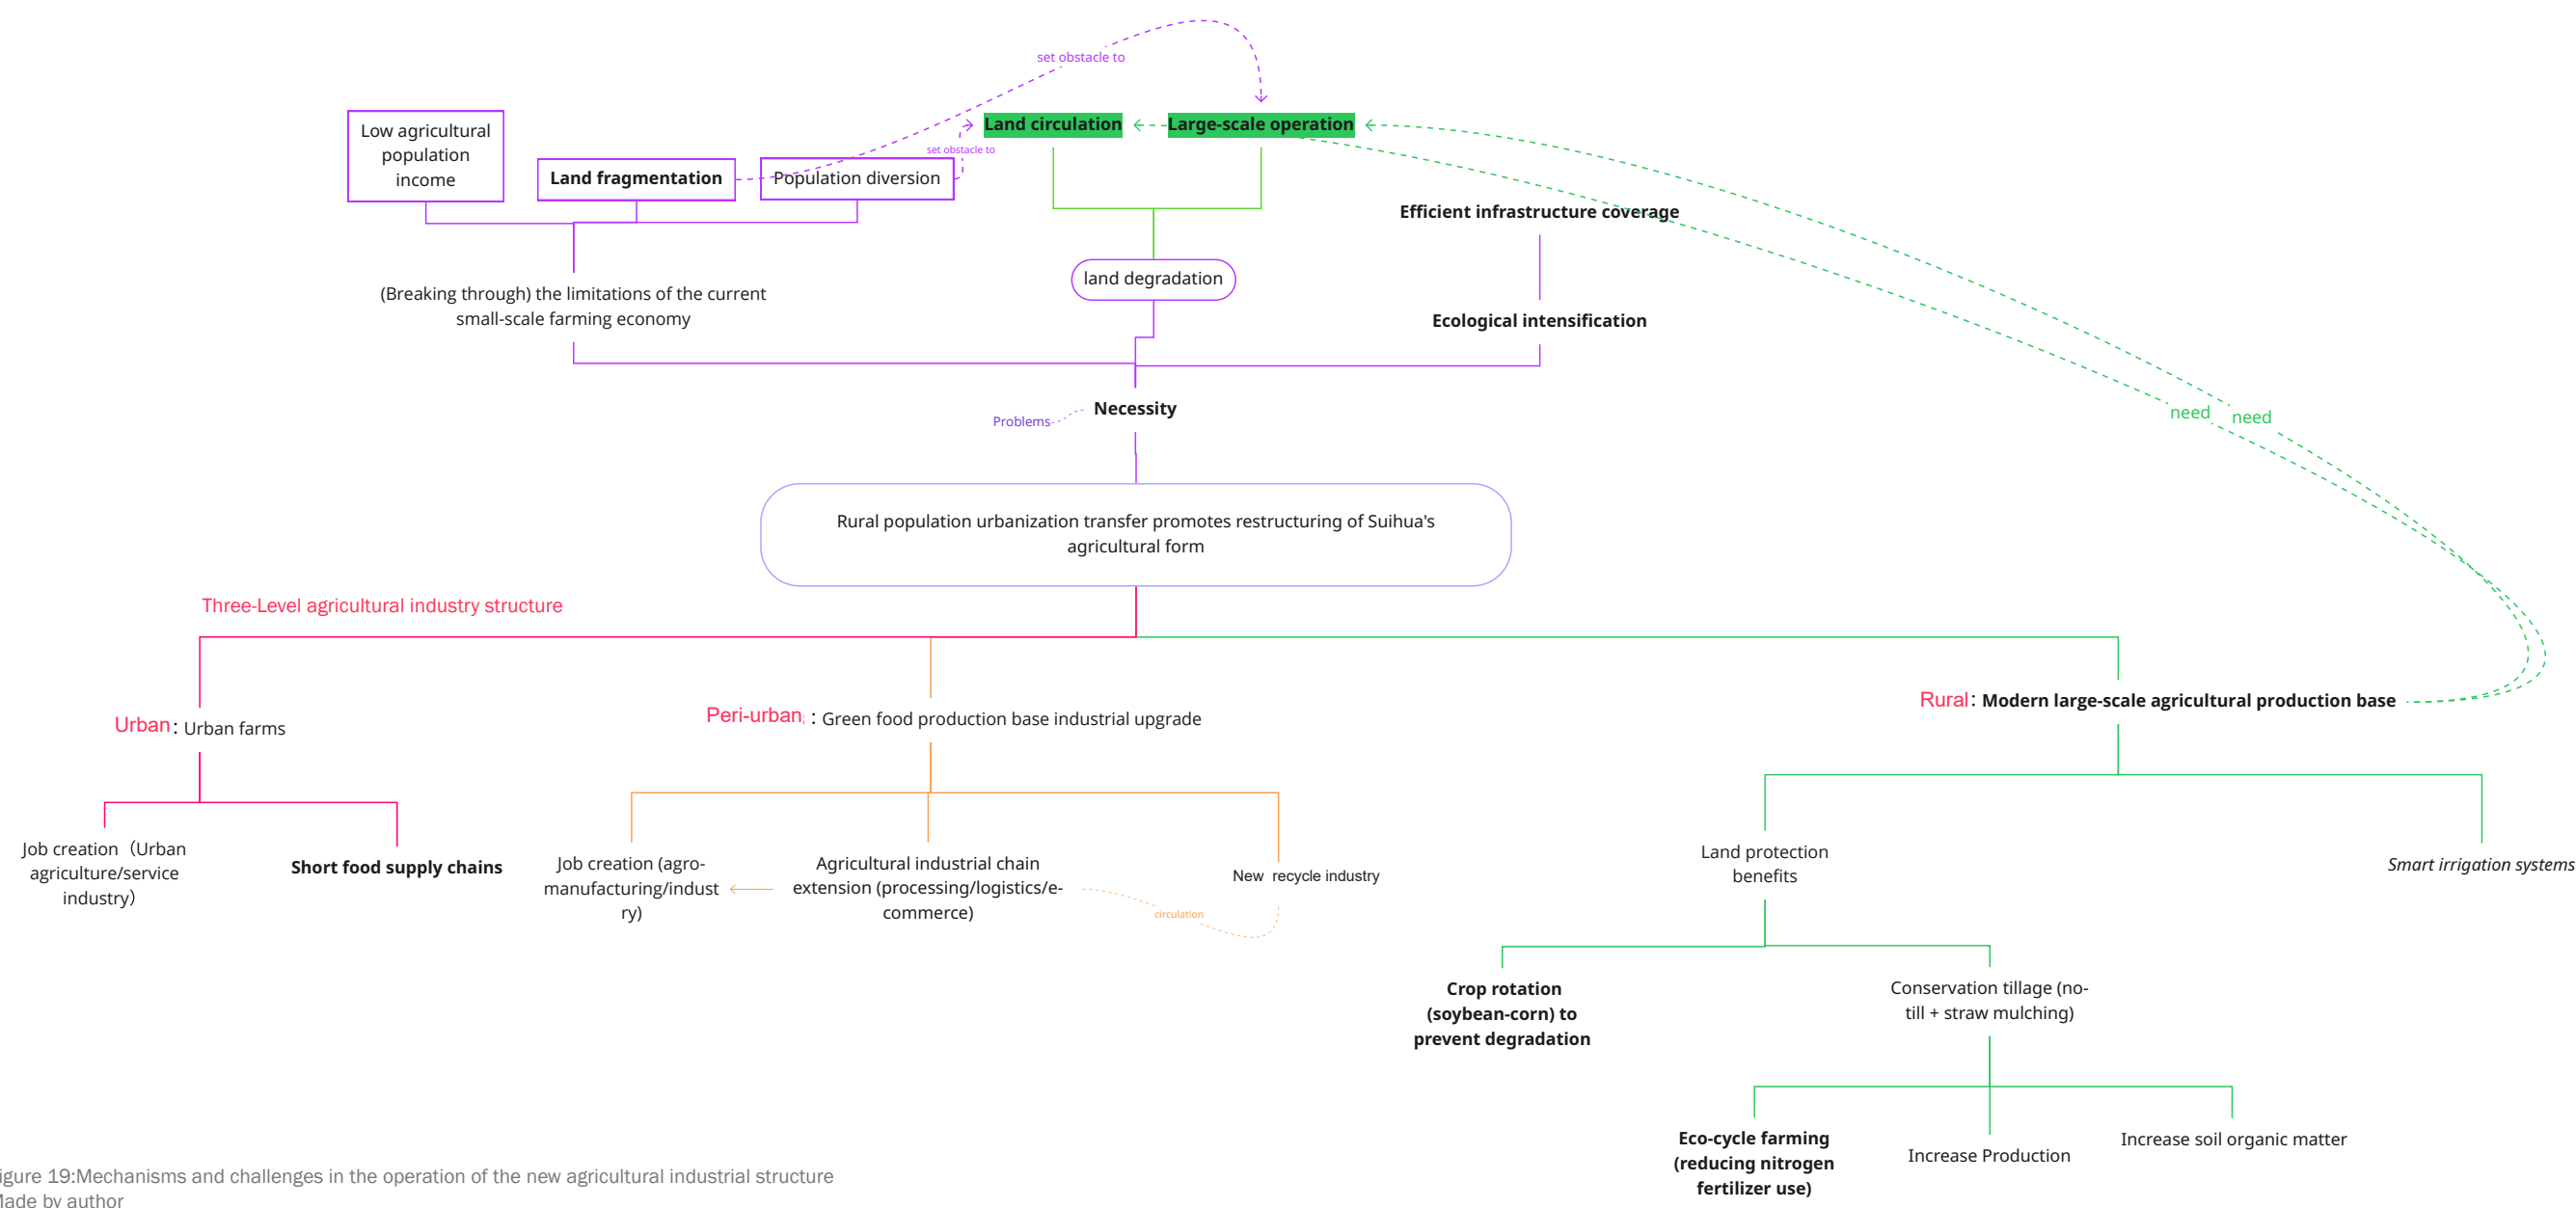 set obstacle to
Low agricultural
population
income
Land fragmentation
Population diversion
set obstacle to
Land circulation
Large-scale operation
Efficient infrastructure coverage
(Breaking through) the limitations of the current
small-scale farming economy
land degradation
Ecological intensification
Necessity
Problems
need
need
Rural population urbanization transfer promotes restructuring of Suihua's
agricultural form
Three-Level agricultural industry structure
Urban: Urban farms
Peri-urban; : Green food production base industrial upgrade
Rural: Modern large-scale agricultural production base
Job creation（Urban
agriculture/service
industry）
Short food supply chains
Job creation (agro-
manufacturing/indust
ry)
Agricultural industrial chain
extension (processing/logistics/e-
commerce)
New recycle industry
circulation
Land protection
benefits
Smart irrigation systems
Crop rotation
(soybean-corn) to
prevent degradation
Conservation tillage (no-
till + straw mulching)
Eco-cycle farming
(reducing nitrogen
fertilizer use)
Increase Production
Increase soil organic matter
igure 19:Mechanisms and challenges in the operation of the new agricultural industrial structure
Made by author